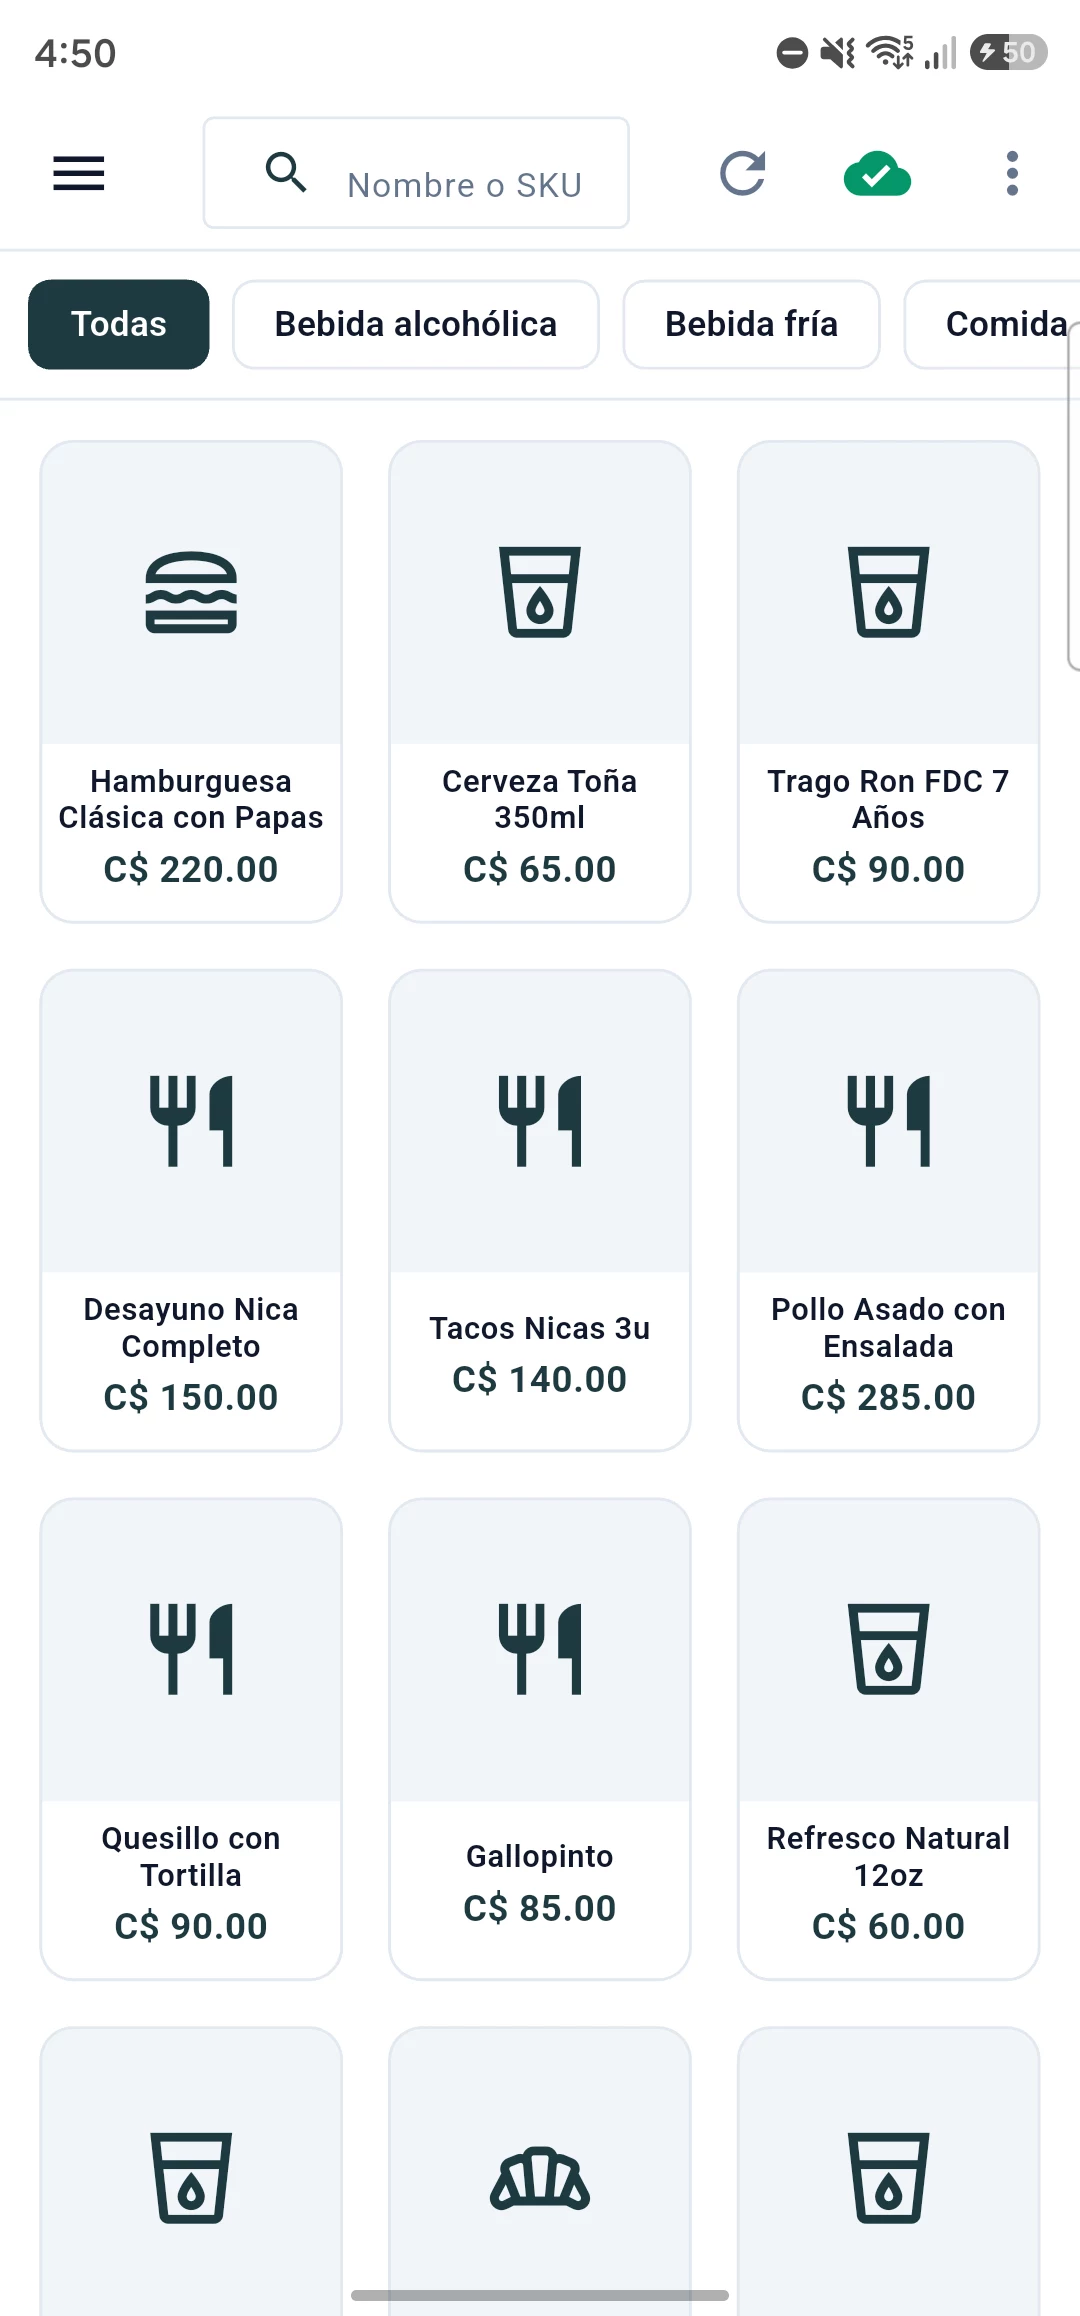 4:50
5
50
Nombre o SKU
Todas
Bebida alcohólica
Bebida fría
Comida
Hamburguesa
Clásica con Papas
C$ 220.00
Cerveza Toña
350ml
C$ 65.00
Trago Ron FDC 7
Años
C$ 90.00
Desayuno Nica
Completo
C$ 150.00
Tacos Nicas 3u
C$ 140.00
Pollo Asado con
Ensalada
C$ 285.00
Quesillo con
Tortilla
C$ 90.00
Gallopinto
C$ 85.00
Refresco Natural
12oz
C$ 60.00